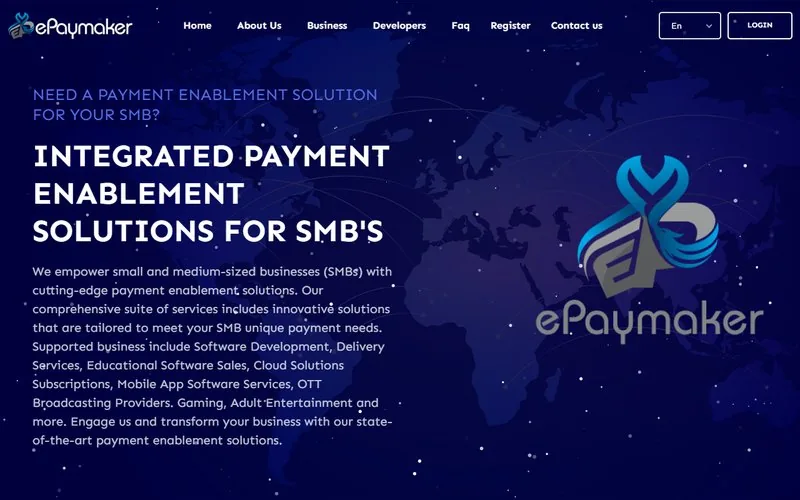 ePaymaker
Home
About Us
Business
Developers
Faq
Register
Contact us
En
LOGIN
NEED A PAYMENT ENABLEMENT SOLUTION
FOR YOUR SMB?
INTEGRATED PAYMENT
ENABLEMENT
SOLUTIONS FOR SMB'S
We empower small and medium-sized businesses (SMBs) with
cutting-edge payment enablement solutions. Our
comprehensive suite of services includes innovative solutions
that are tailored to meet your SMB unique payment needs.
Supported business include Software Development, Delivery
Services, Educational Software Sales, Cloud Solutions
Subscriptions, Mobile App Software Services, OTT
Broadcasting Providers. Gaming, Adult Entertainment and
more. Engage us and transform your business with our state-
of-the-art payment enablement solutions.
ePaymaker